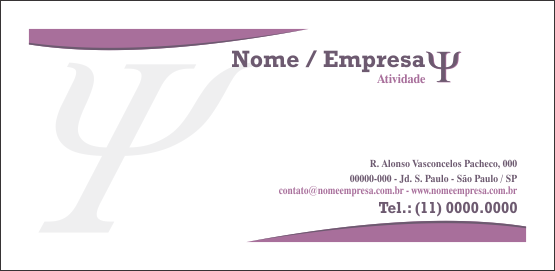 Nome / Empresa Ψ
Atividade
R. Alonso Vasconcelos Pacheco, 000
00000-000 - Jd. S. Paulo - São Paulo / SP
contato@nomeempresa.com.br - www.nomeempresa.com.br
Tel.: (11) 0000.0000